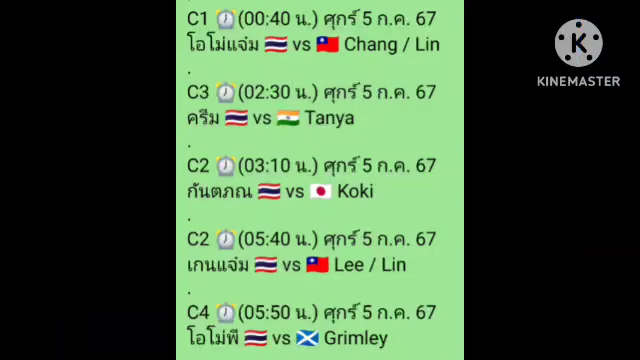 C1 ⏰(00:40 น.) ศุกร์ 5 ก.ค. 67
โอโม่แจ๋ม 🇹🇭 vs 🇹🇼 Chang / Lin
.
C3 ⏰(02:30 น.) ศุกร์ 5 ก.ค. 67
ครีม 🇹🇭 vs 🇮🇳 Tanya
.
C2 ⏰(03:10 น.) ศุกร์ 5 ก.ค. 67
กันตภณ 🇹🇭 vs 🇯🇵 Koki
.
C2 ⏰(05:40 น.) ศุกร์ 5 ก.ค. 67
เกนแจ่ม 🇹🇭 vs 🇹🇼 Lee / Lin
.
C4 ⏰(05:50 น.) ศุกร์ 5 ก.ค. 67
โอโม่พี 🇹🇭 vs 🏴󠁧󠁢󠁳󠁣󠁴󠁿 Grimley
K
KINEMASTER